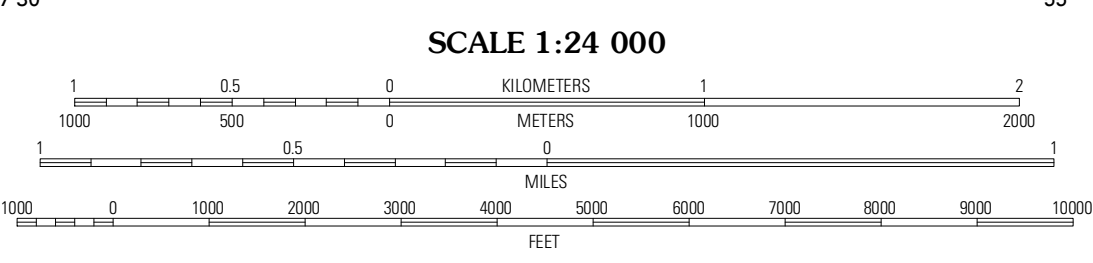 SCALE 1:24 000
1 0.5 0 KILOMETERS 1 2
1000 500 0 METERS 1000 2000
1 0.5 0 1
MILES
1000 0 1000 2000 3000 4000 5000 6000 7000 8000 9000 10000
FEET